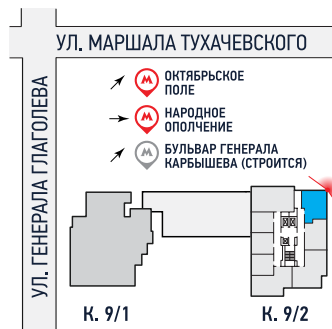 УЛ. МАРШАЛА ТУХАЧЕВСКОГО
УЛ. ГЕНЕРАЛА ГЛАГОЛЕВА
М ОКТЯБРЬСКОЕ
ПОЛЕ
М НАРОДНОЕ
ОПОЛЧЕНИЕ
М БУЛЬВАР ГЕНЕРАЛА
КАРБЫШЕВА (СТРОИТСЯ)
К. 9/1
К. 9/2